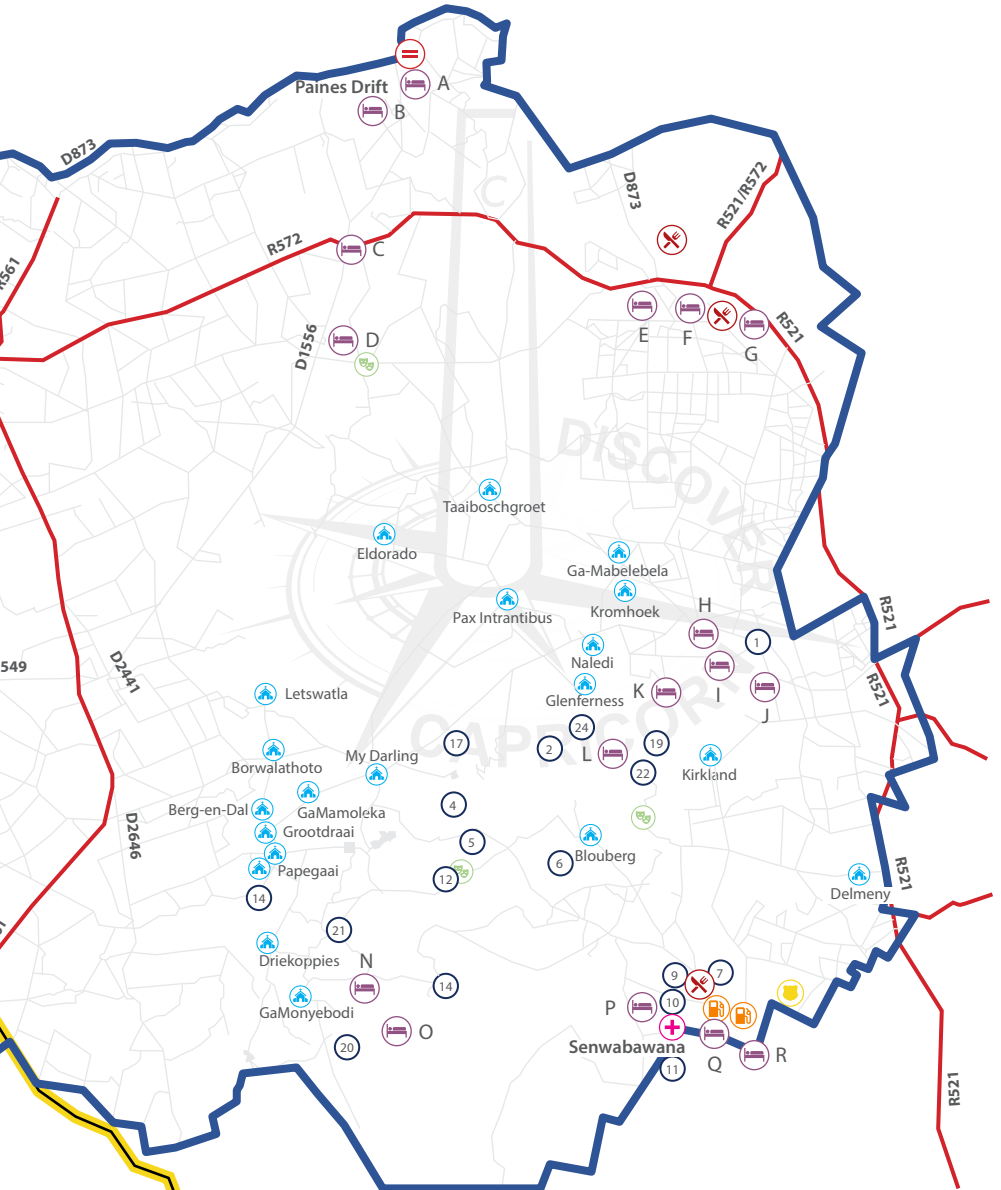 Paines Drift
A
B
D873
D873
R521/R572
C
R572
C
R561
E
F
G
R521
D1556
D
DISCOVER
Taaiboschgroet
Eldorado
Ga-Mabelebela
Kromhoek
Pax Intrantibus
H
1
R521
Naledi
I
J
K
Glenferness
549
D2441
Letswatla
R521
CAPRICORN
24
17
2
L
19
22
Kirkland
Borwalathoto
My Darling
GaMamoleka
4
Berg-en-Dal
Grootdraai
D2646
5
Blouberg
6
Papegaai
12
14
Delmeny
R521
21
Driekoppies
N
14
GaMonyebodi
9
7
10
P
O
20
Senwabawana
Q
R
11
R521